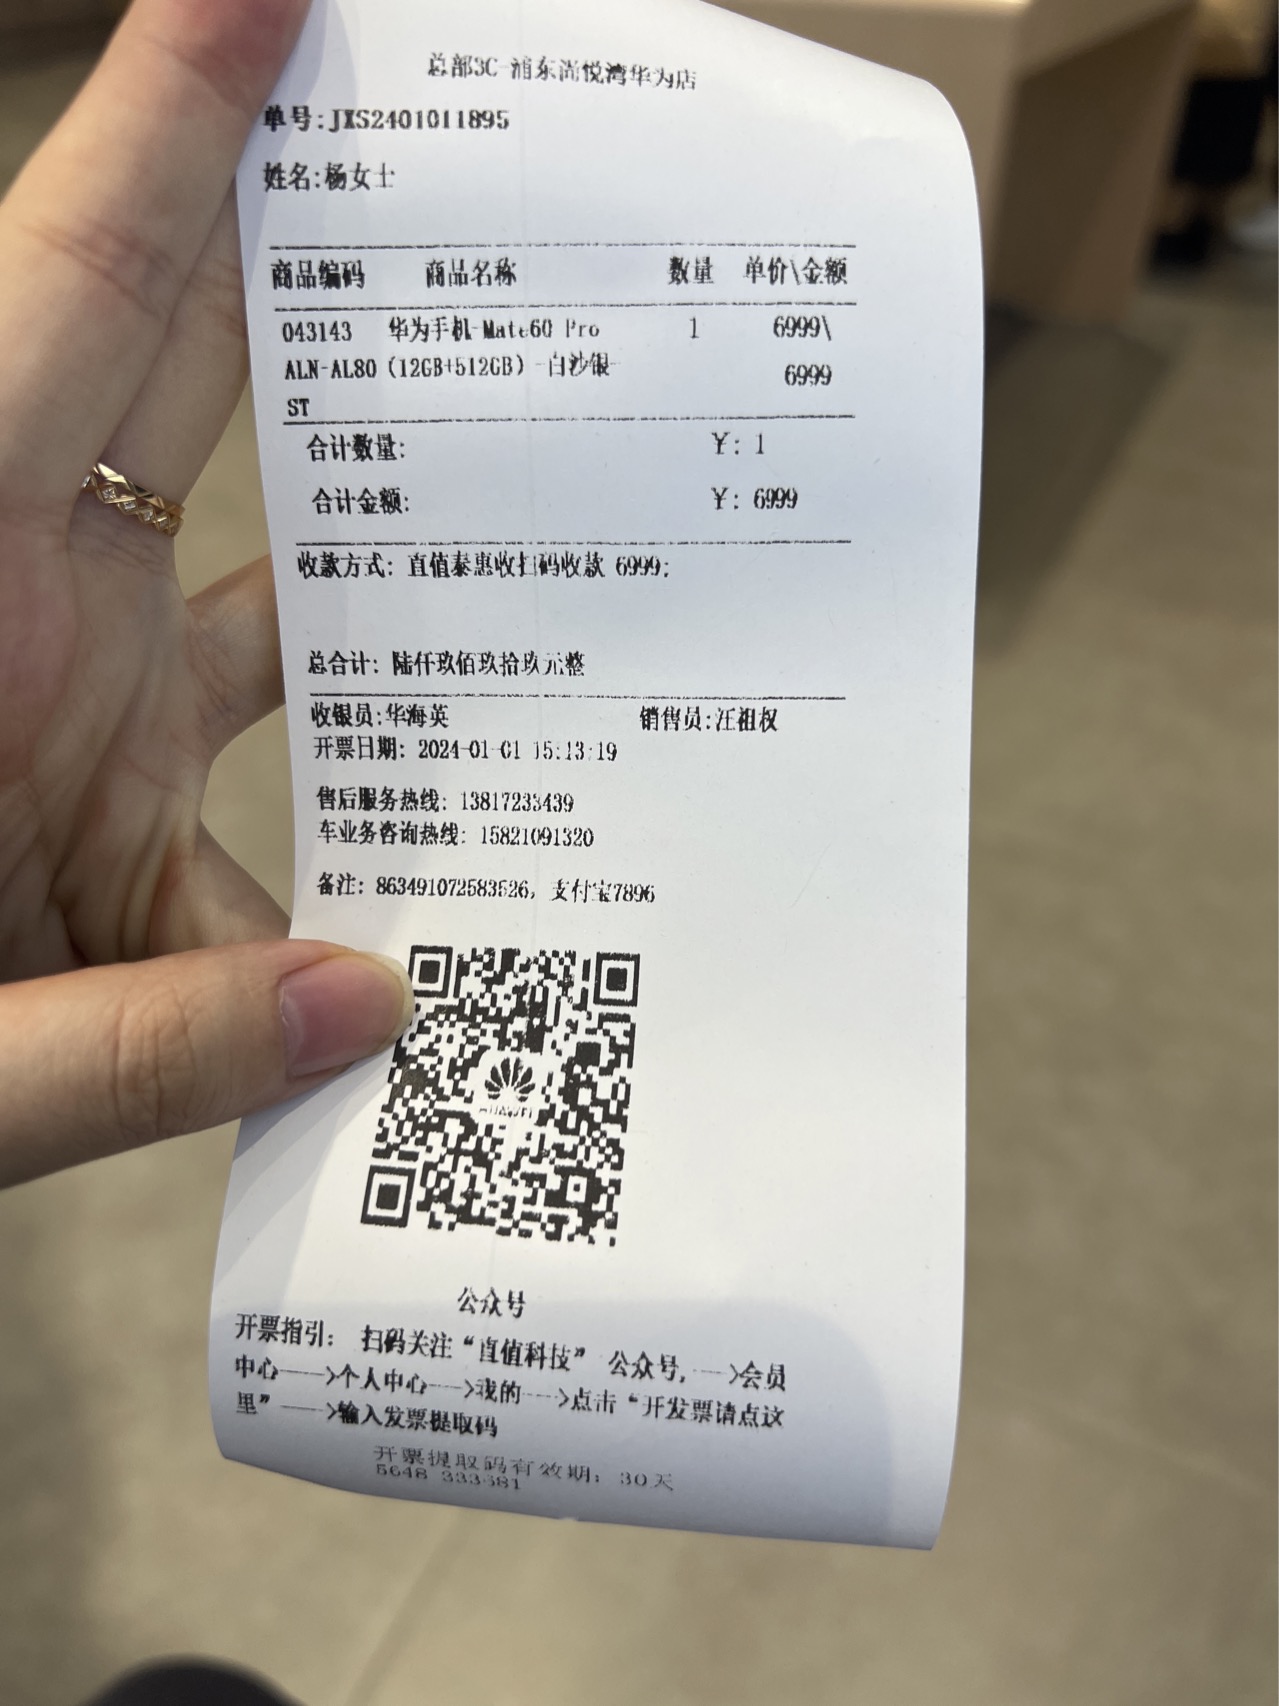 总部3C-浦东尚悦湾华为店
单号:JXS2401011895
姓名:杨女士
商品编码 商品名称 数量 单价\金额
043143 华为手机-Mate60 Pro 1 6999\
ALN-AL80（12GB+512GB）-白沙银- 6999
ST
合计数量: ¥: 1
合计金额: ¥: 6999
收款方式: 直值泰惠收扫码收款 6999;
总合计: 陆仟玖佰玖拾玖元整
收银员:华海英 销售员:汪祖权
开票日期: 2024-01-01 15:13:19
售后服务热线: 13817233439
车业务咨询热线: 15821091320
备注: 863491072583526, 支付宝7896
HUAWEI
公众号
开票指引: 扫码关注“直值科技” 公众号, --->会员
中心---->个人中心--->我的---->点击“开发票请点这
里” ---->输入发票提取码
开票提取码有效期: 30天
5648